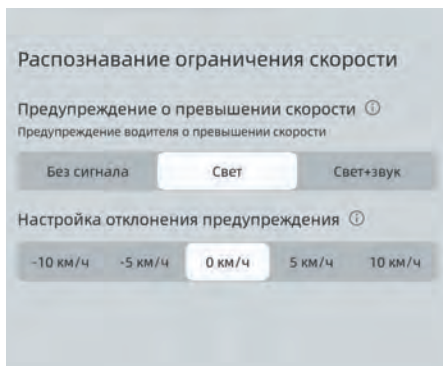 Распознавание ограничения скорости
Предупреждение о превышении скорости ⓘ
Предупреждение водителя о превышении скорости
Без сигнала Свет Свет+звук
Настройка отклонения предупреждения ⓘ
-10 км/ч -5 км/ч 0 км/ч 5 км/ч 10 км/ч